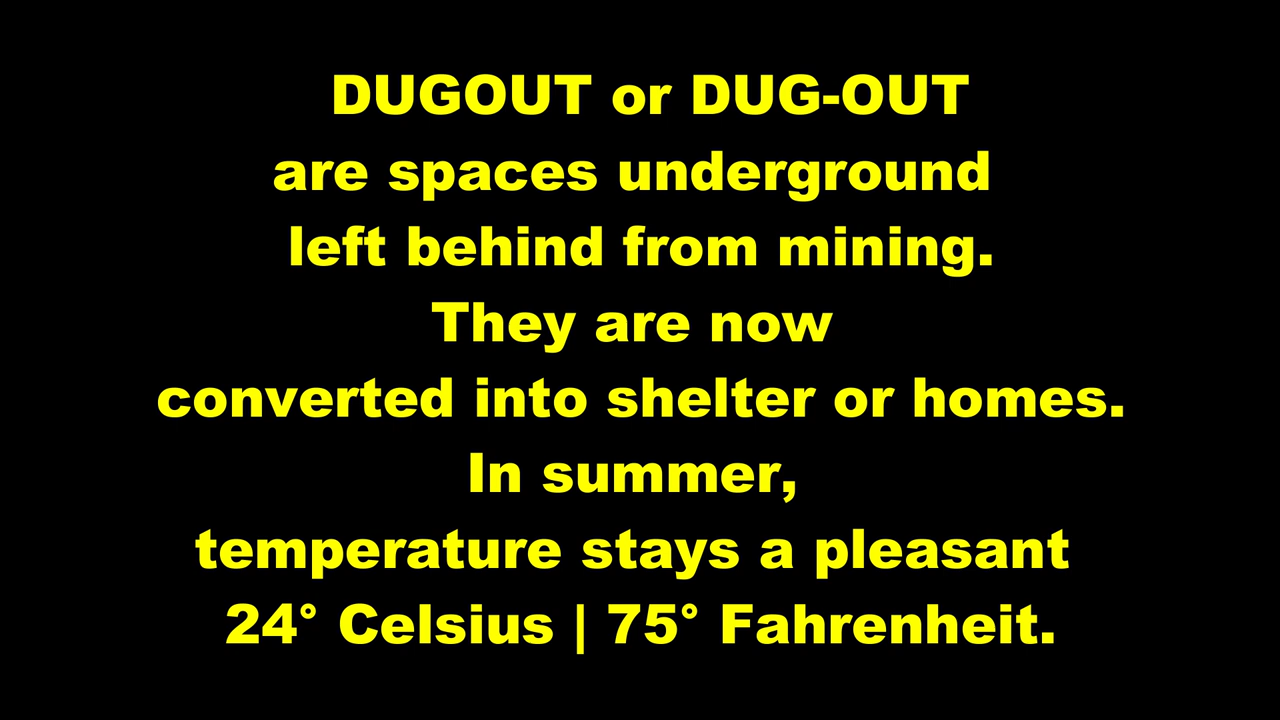 DUGOUT or DUG-OUT
are spaces underground
left behind from mining.
They are now
converted into shelter or homes.
In summer,
temperature stays a pleasant
24° Celsius | 75° Fahrenheit.